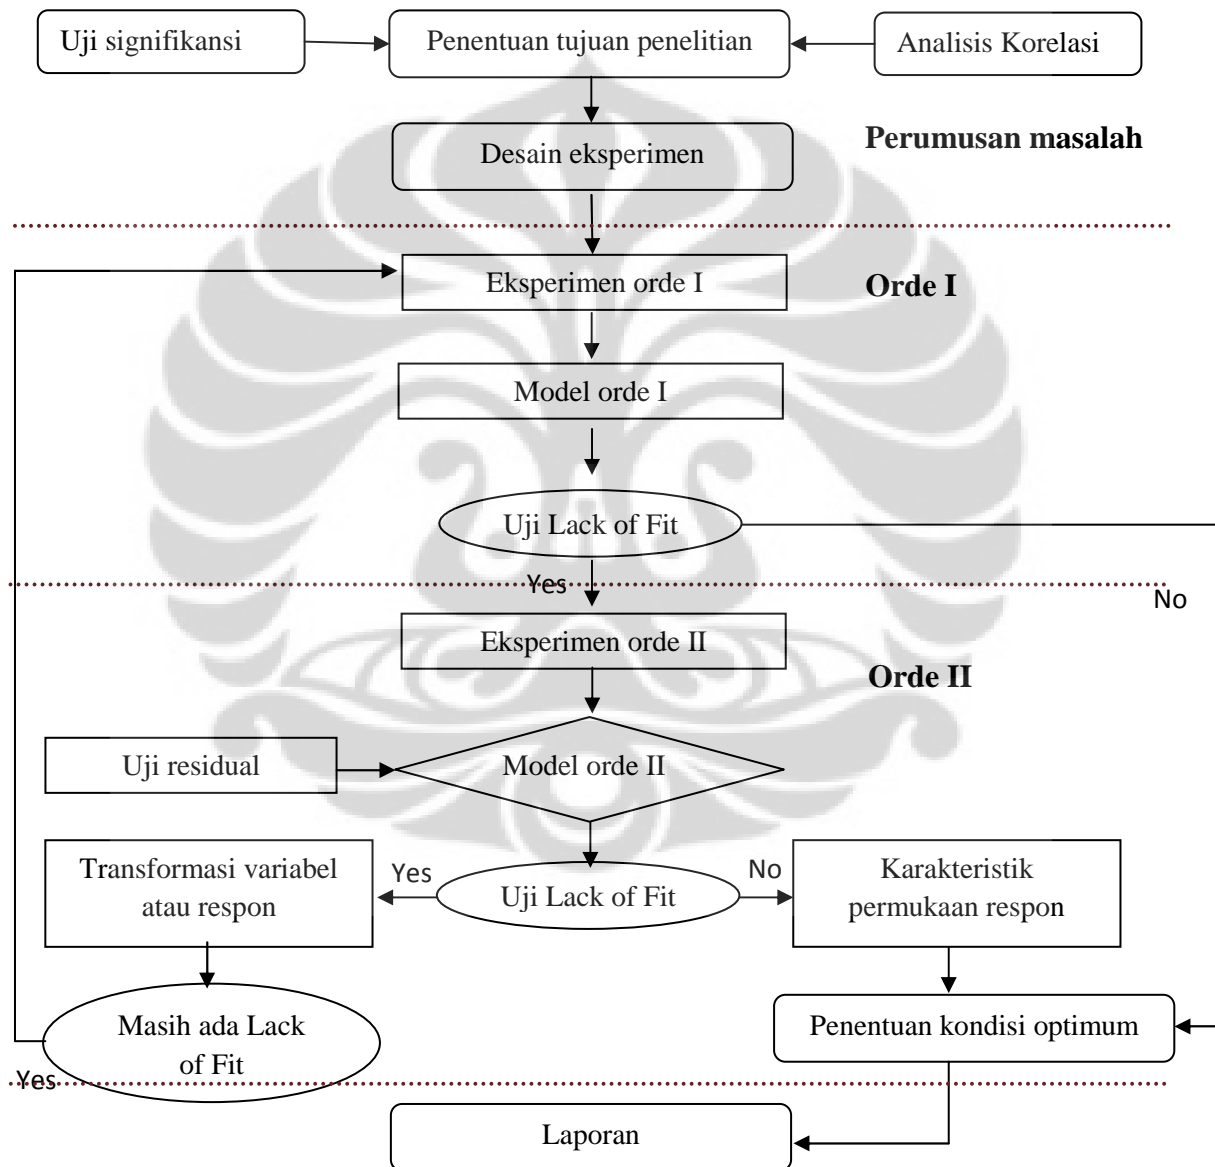 Uji signifikansi
Penentuan tujuan penelitian
Analisis Korelasi
Desain eksperimen
Perumusan masalah
Eksperimen orde I
Orde I
Model orde I
Uji Lack of Fit
Yes
No
Eksperimen orde II
Orde II
Uji residual
Model orde II
Transformasi variabel
atau respon
Yes
Uji Lack of Fit
No
Karakteristik
permukaan respon
Masih ada Lack
of Fit
Penentuan kondisi optimum
Yes
Laporan